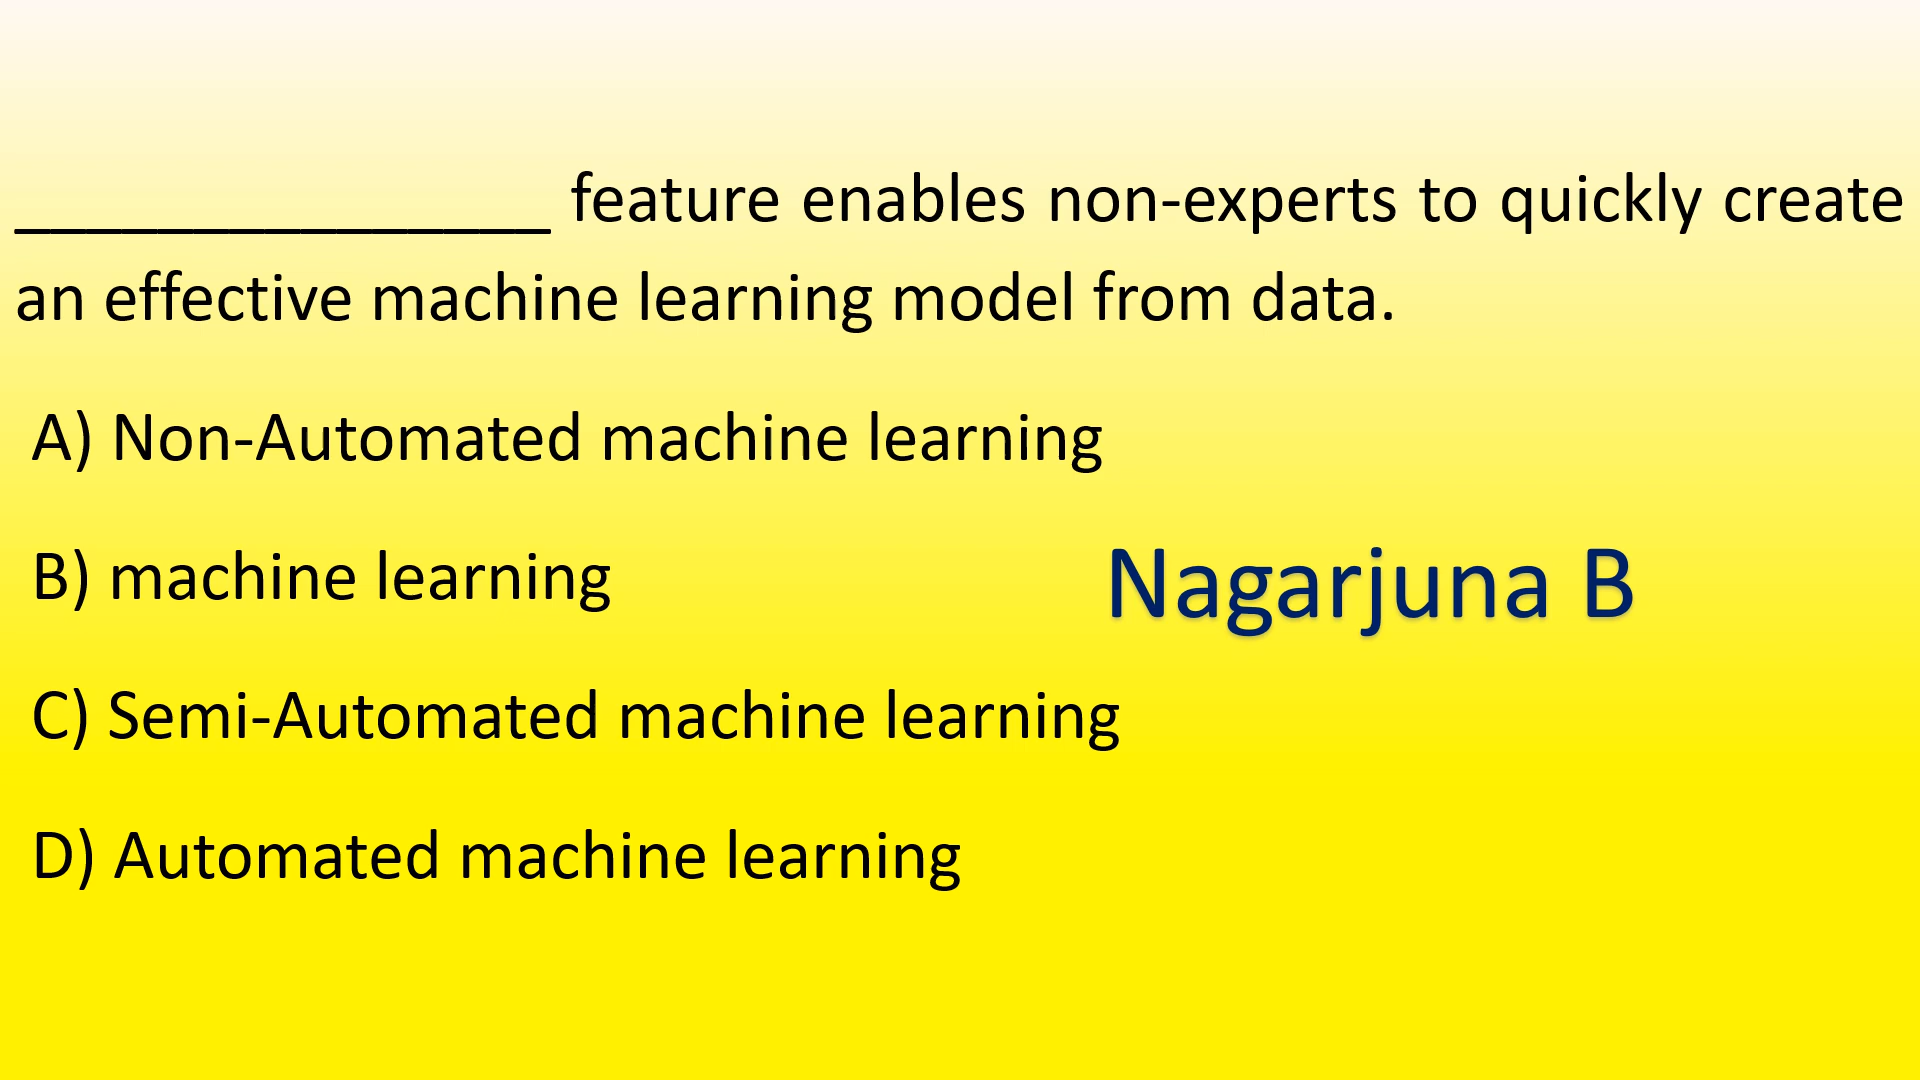 _______________ feature enables non-experts to quickly create
an effective machine learning model from data.
A) Non-Automated machine learning
B) machine learning
Nagarjuna B
C) Semi-Automated machine learning
D) Automated machine learning